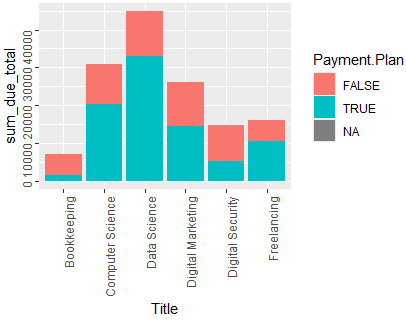 sum_due_total
0 10000 20000 30000 40000
Bookkeeping
Computer Science
Data Science
Digital Marketing
Digital Security
Freelancing
Title
Payment.Plan
FALSE
TRUE
NA